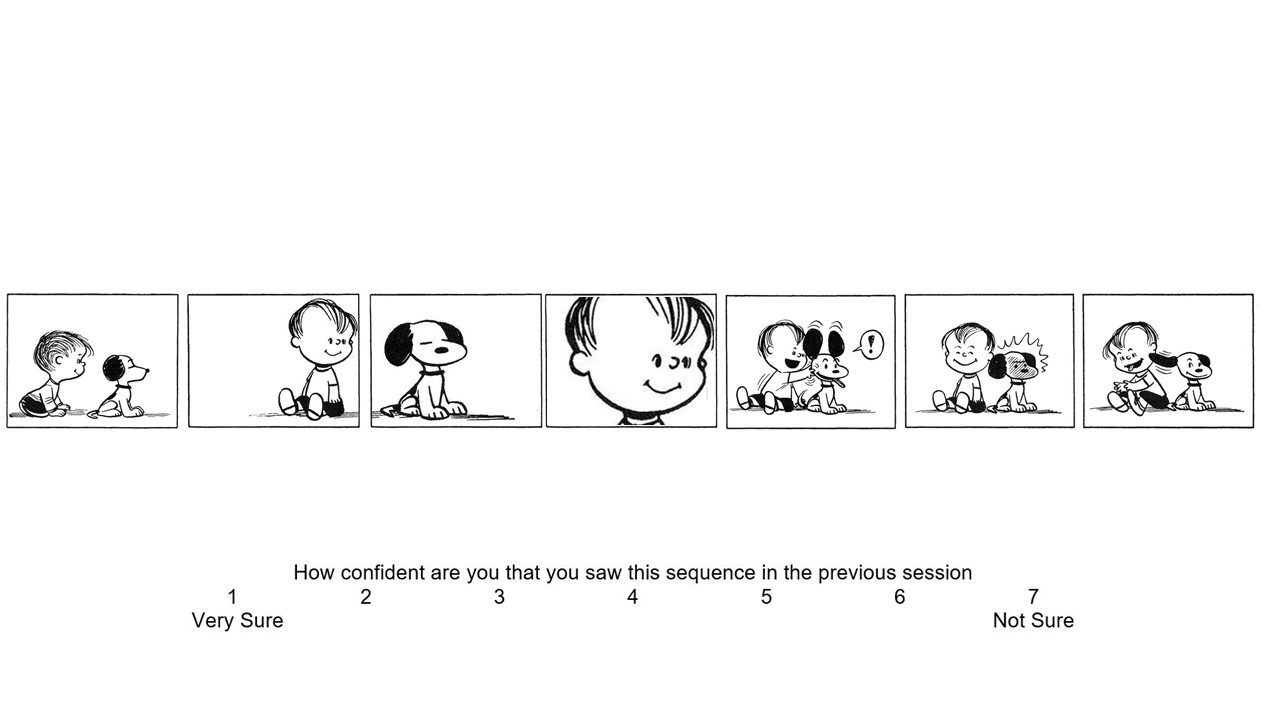 !
How confident are you that you saw this sequence in the previous session
1 2 3 4 5 6 7
Very Sure Not Sure